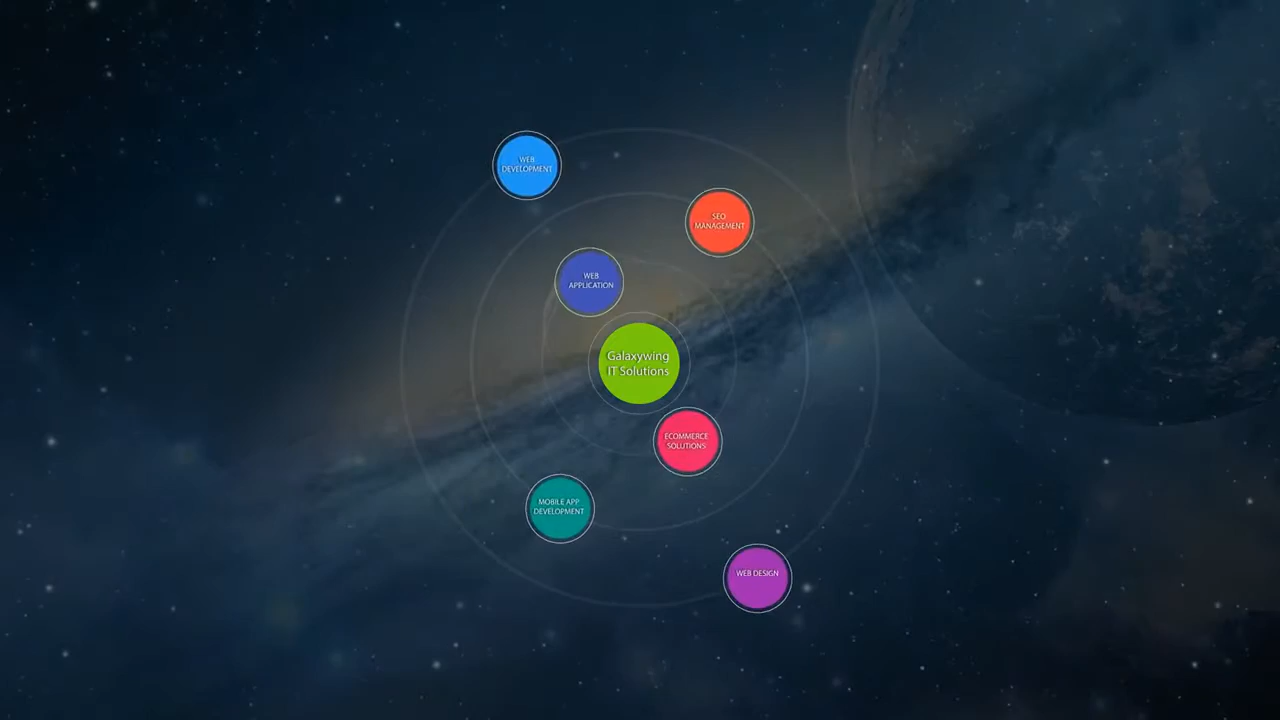 WEB
DEVELOPMENT
SEO
MANAGEMENT
WEB
APPLICATION
Galaxywing
IT Solutions
ECOMMERCE
SOLUTIONS
MOBILE APP
DEVELOPMENT
WEB DESIGN